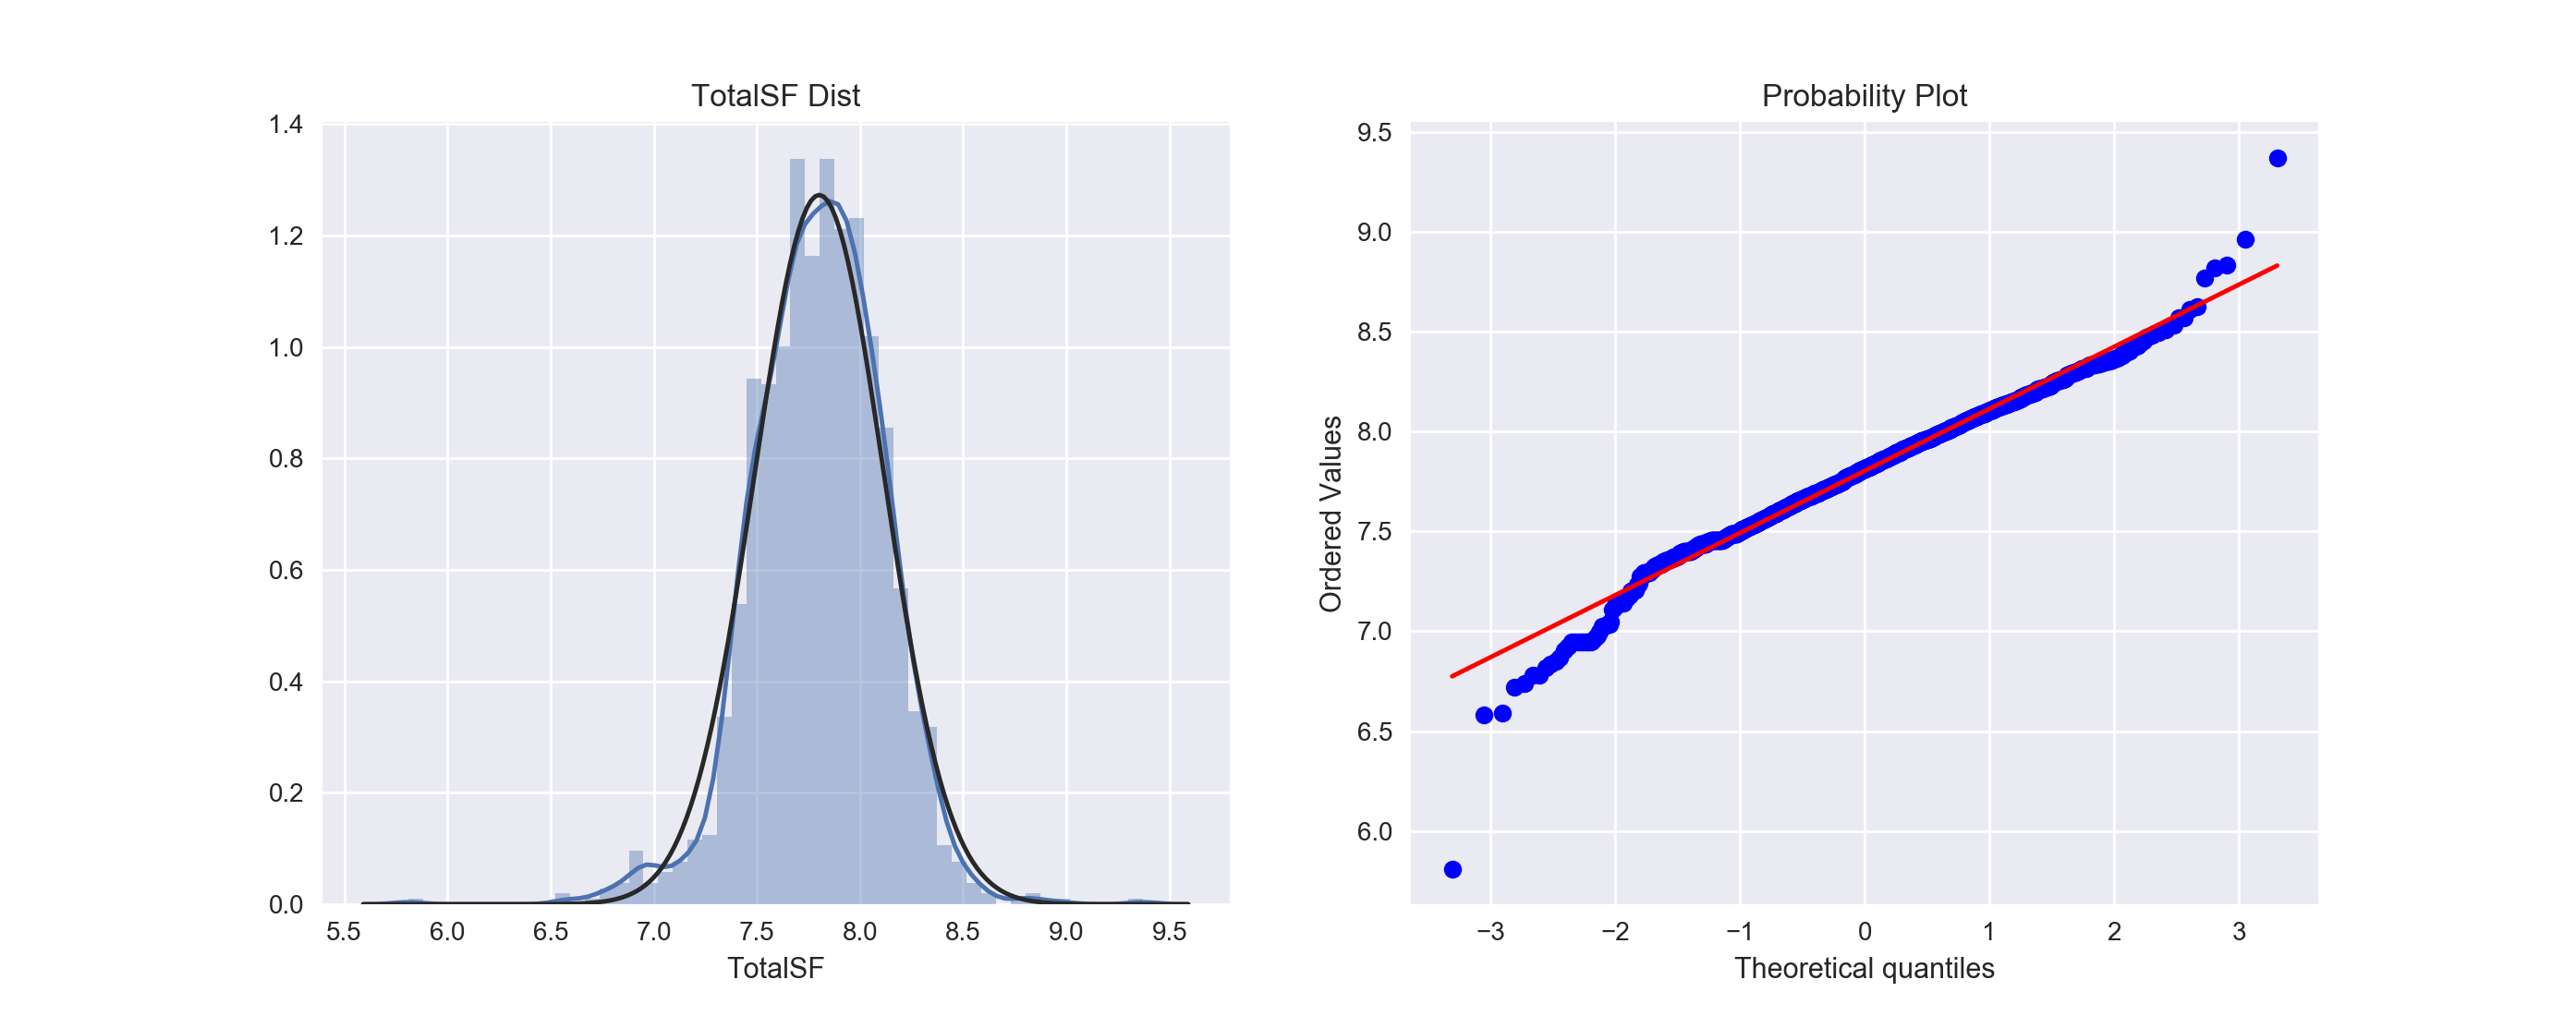 TotalSF Dist
1.4
1.2
1.0
0.8
0.6
0.4
0.2
0.0
5.5 6.0 6.5 7.0 7.5 8.0 8.5 9.0 9.5
TotalSF
Probability Plot
Ordered Values
9.5
9.0
8.5
8.0
7.5
7.0
6.5
6.0
−3 −2 −1 0 1 2 3
Theoretical quantiles